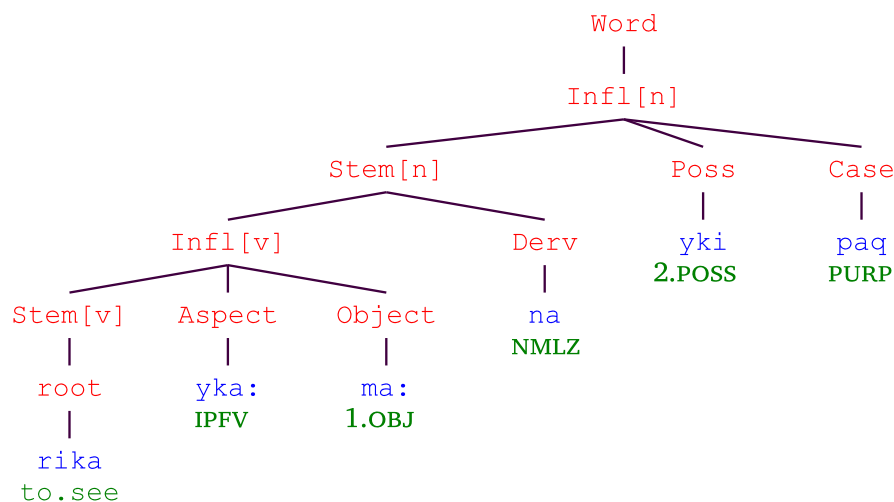 Word
Infl[n]
Stem[n] Poss Case
Infl[v] Derv yki paq
2.POSS PURP
Stem[v] Aspect Object na
NMLZ
root yka: ma:
IPFV 1.OBJ
rika
to.see